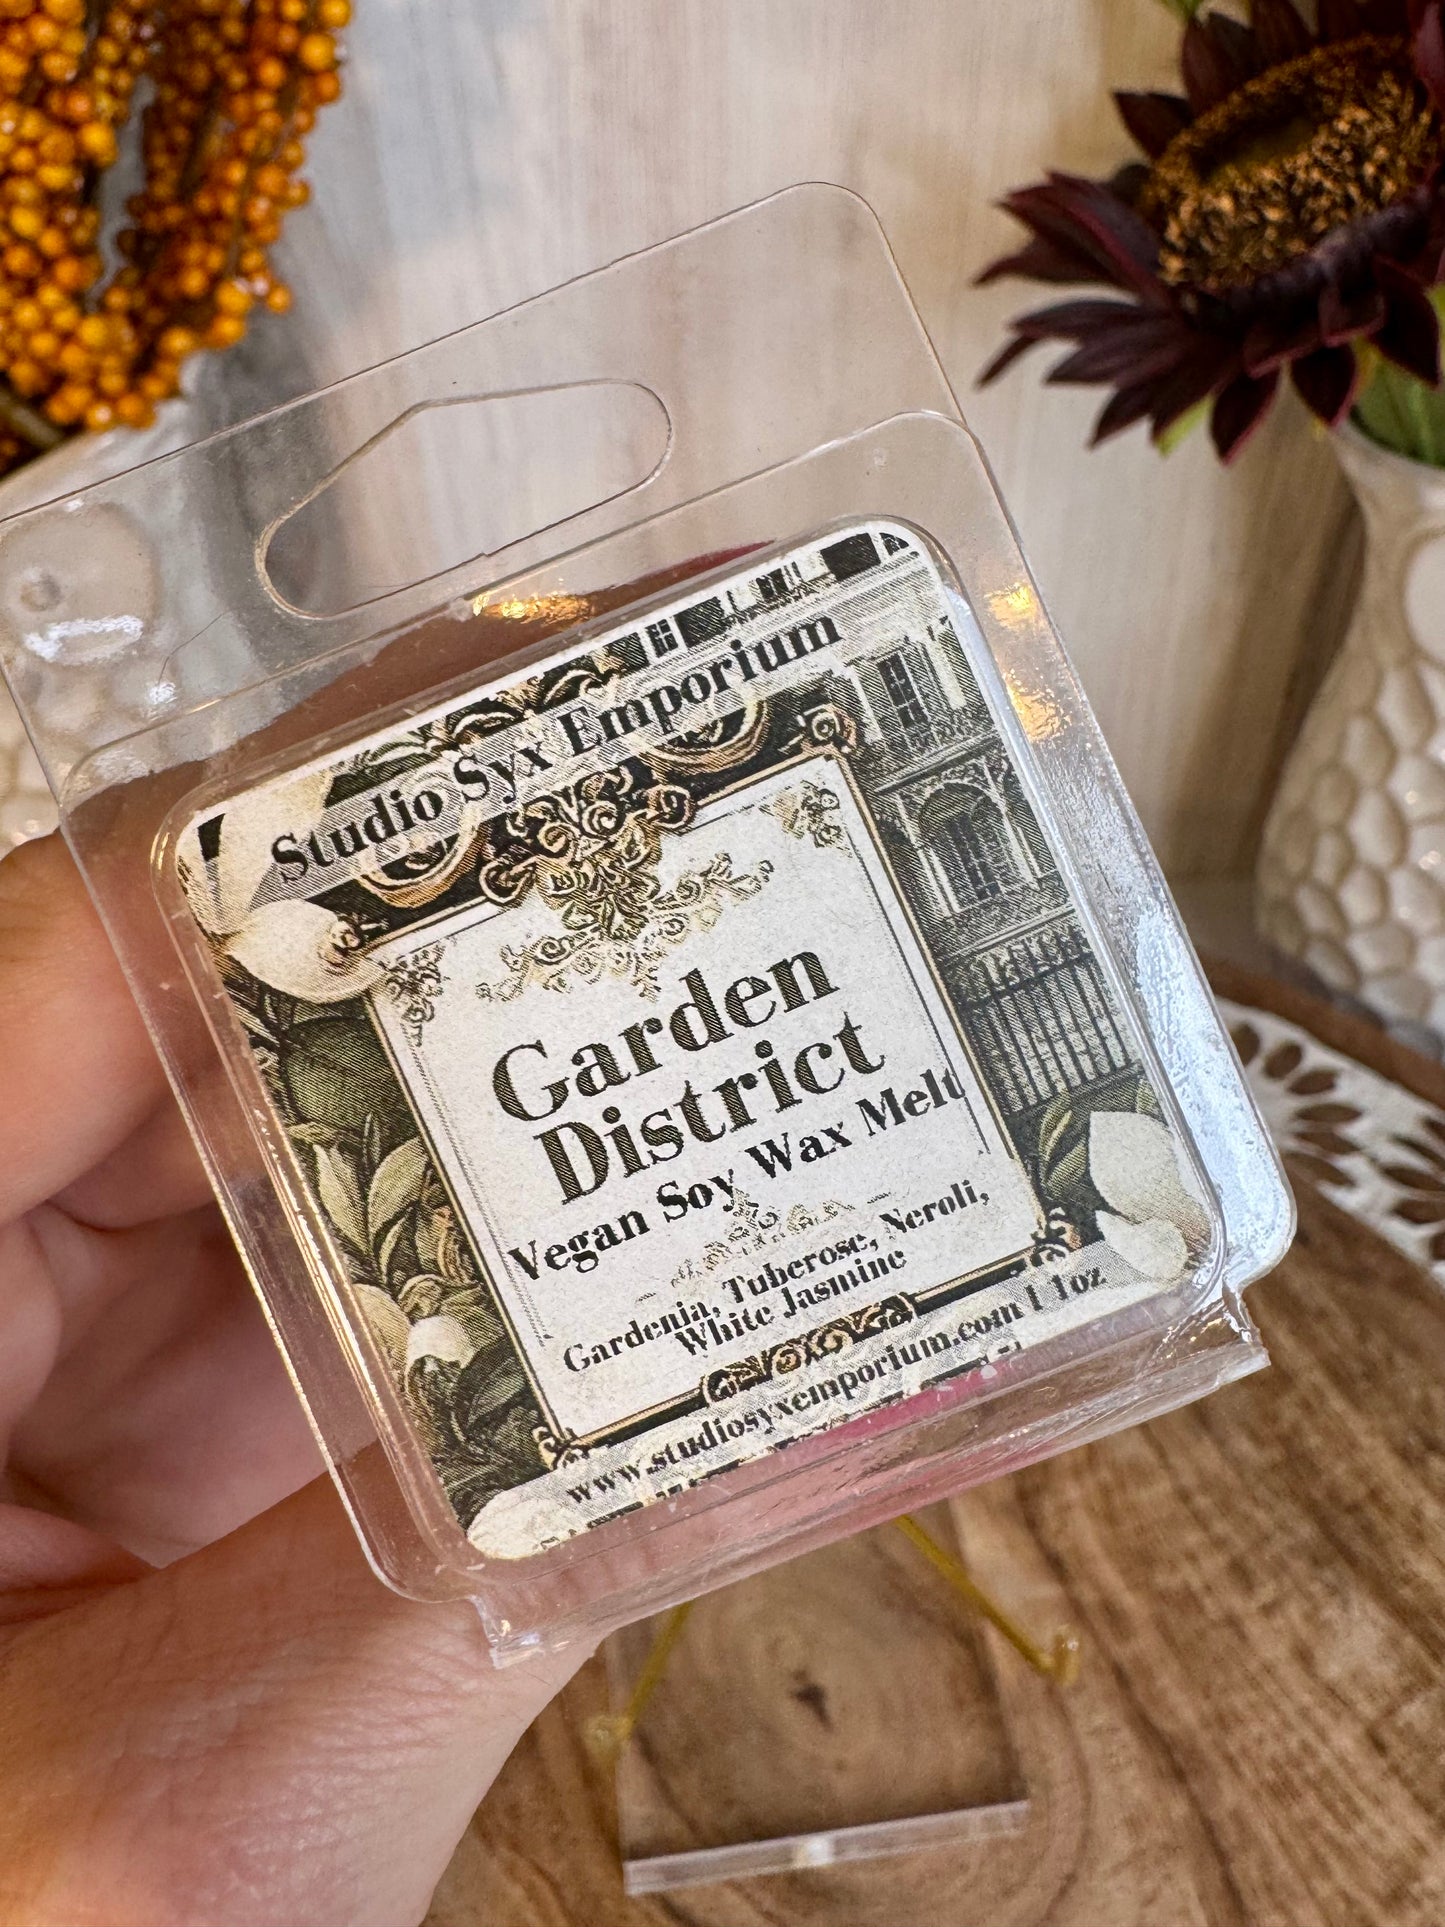 Studio Syx Emporium
Garden
District
Vegan Soy Wax Melt
Gardenia, Tuberose, Neroli,
White Jasmine
www.studiosyxemporium.com | 1oz